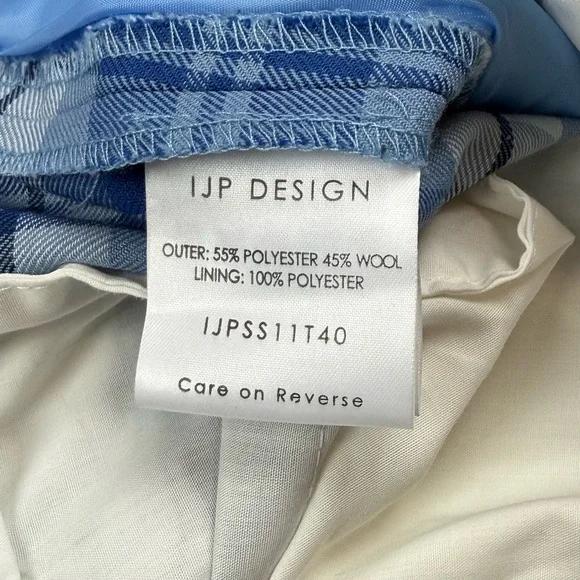 IJP DESIGN
OUTER: 55% POLYESTER 45% WOOL
LINING: 100% POLYESTER
IJPSS11T40
Care on Reverse